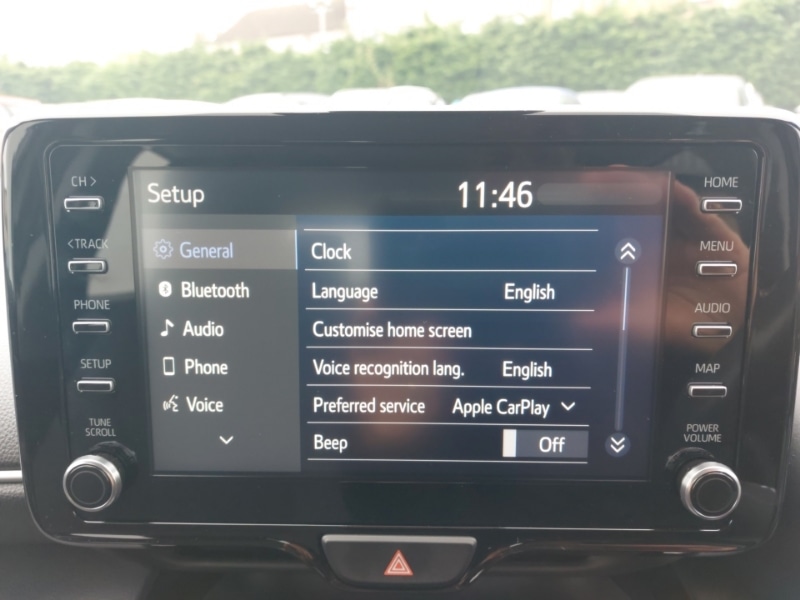 CH >
<TRACK
PHONE
SETUP
TUNE
SCROLL
Setup
11:46
General
Bluetooth
Audio
Phone
Voice
Clock
Language English
Customise home screen
Voice recognition lang. English
Preferred service Apple CarPlay
Beep Off
HOME
MENU
AUDIO
MAP
POWER
VOLUME